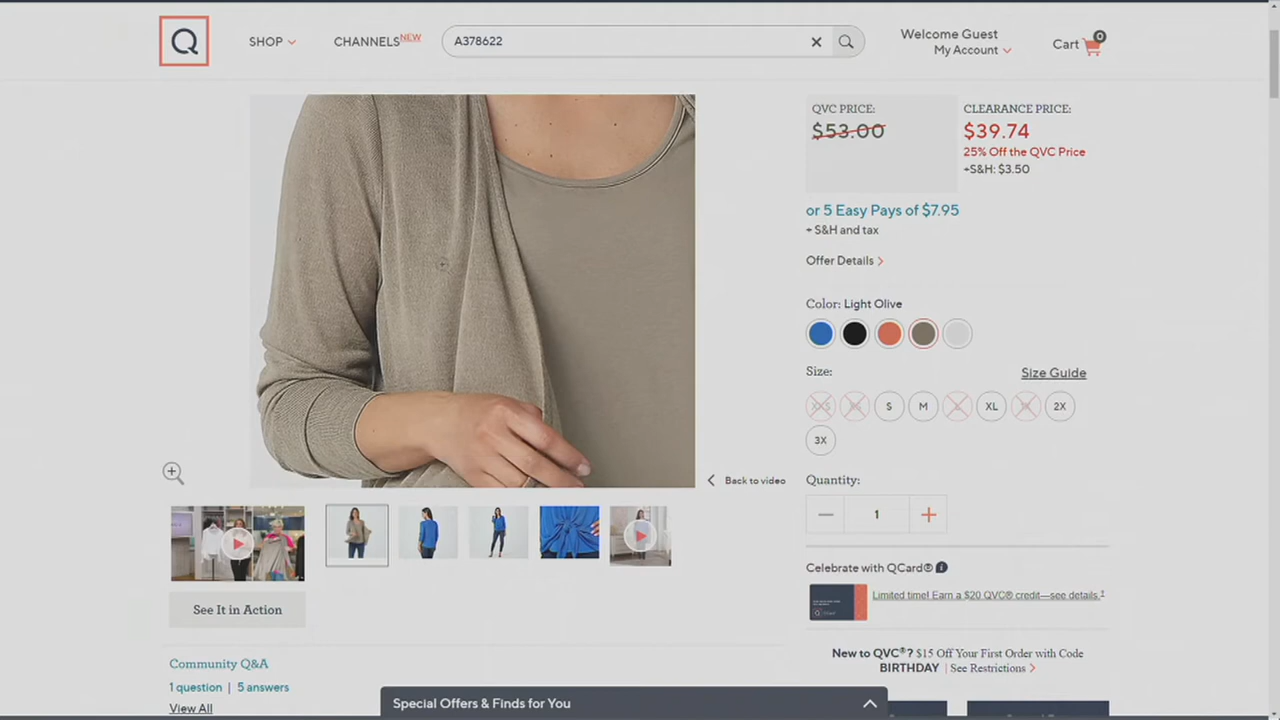 Q
SHOP
CHANNELS NEW
A378622
Welcome Guest
My Account
Cart 0
QVC PRICE:
$53.00
CLEARANCE PRICE:
$39.74
25% Off the QVC Price
+S&H: $3.50
or 5 Easy Pays of $7.95
+ S&H and tax
Offer Details
Color: Light Olive
Size:
Size Guide
S
M
XL
2X
3X
Back to video
Quantity:
1
See It in Action
Celebrate with QCard®
Limited time! Earn a $20 QVC® credit—see details.¹
New to QVC®? $15 Off Your First Order with Code
BIRTHDAY | See Restrictions
Community Q&A
1 question | 5 answers
View All
Special Offers & Finds for You